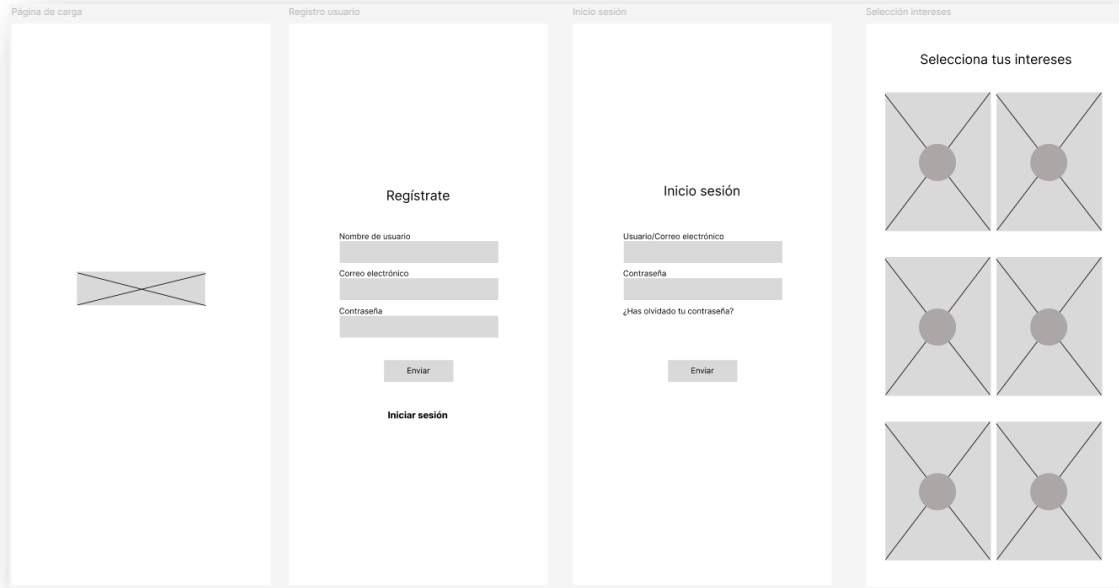 Página de carga
Registro usuario
Inicio sesión
Selección intereses
Regístrate
Nombre de usuario
Correo electrónico
Contraseña
Enviar
Iniciar sesión
Inicio sesión
Usuario/Correo electrónico
Contraseña
¿Has olvidado tu contraseña?
Enviar
Selecciona tus intereses